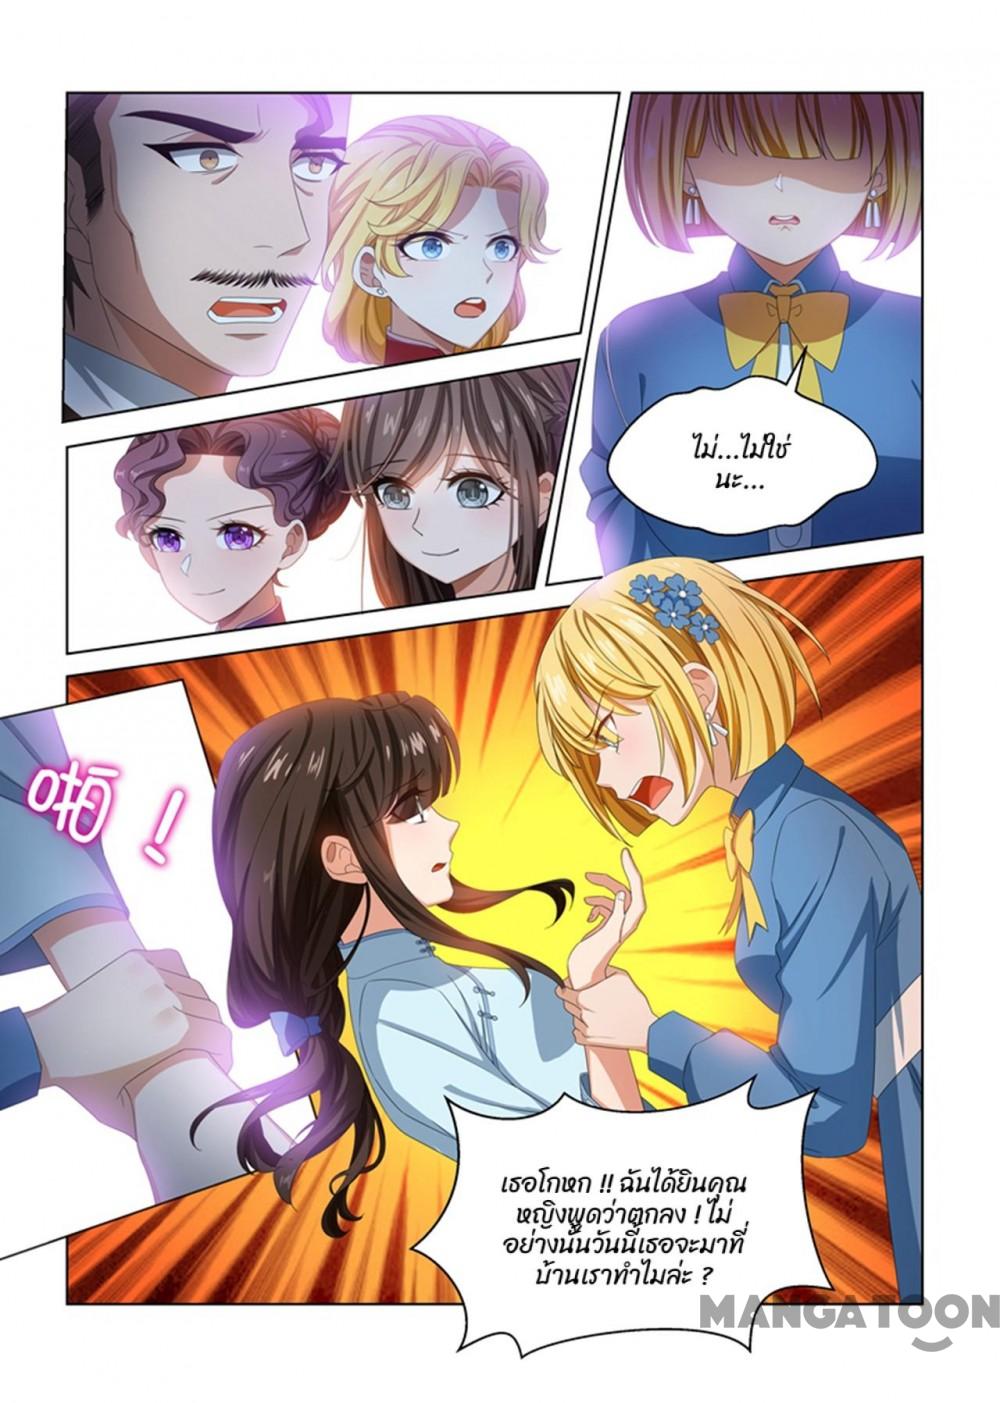 ไม่...ไม่ใช่
นะ...
啪 !
เธอโกหก !! ฉันได้ยินคุณ
หญิงพูดว่าตกลง ! ไม่
อย่างนั้นวันนี้เธอจะมาที่
บ้านเราทำไมล่ะ ?
MANGATOON